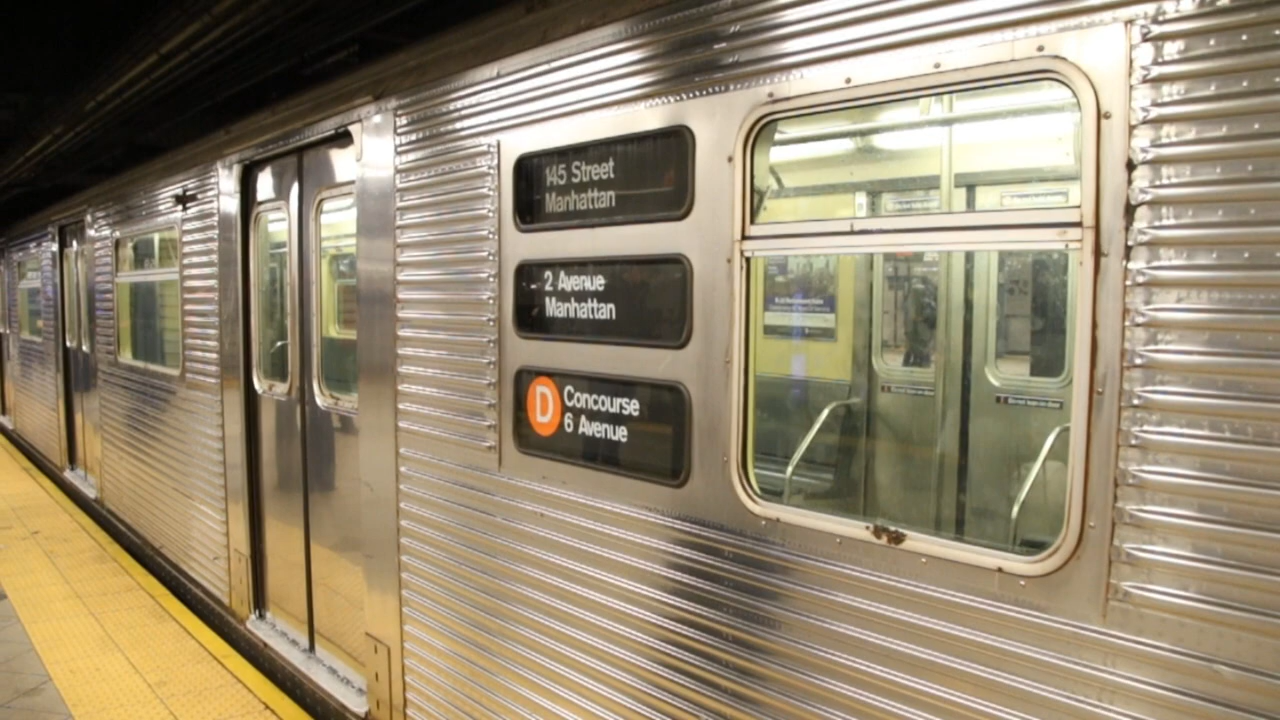 145 Street
Manhattan
2 Avenue
Manhattan
D
Concourse
6 Avenue